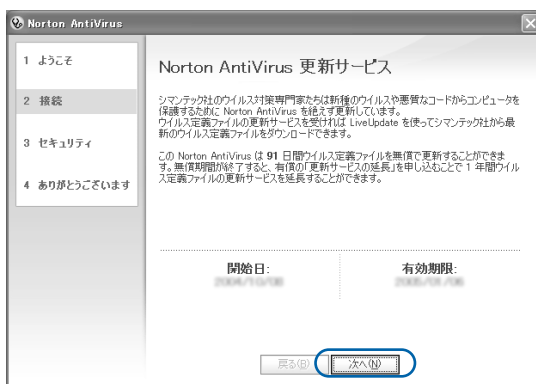 Norton AntiVirus
1 ようこそ
2 接続
3 セキュリティ
4 ありがとうございます
Norton AntiVirus 更新サービス
シマンテック社のウイルス対策専門家たちは新種のウイルスや悪質なコードからコンピュータを
保護するために Norton AntiVirus を絶えず更新しています。
ウイルス定義ファイルの更新サービスを受ければ LiveUpdate を使ってシマンテック社から最
新のウイルス定義ファイルをダウンロードできます。
この Norton AntiVirus は 91 日間ウイルス定義ファイルを無償で更新することができま
す。無償期間が終了すると、有償の「更新サービスの延長」を申し込むことで 1 年間ウイル
ス定義ファイルの更新サービスを延長することができます。
開始日:
有効期限:
戻る(B)
次へ(N)